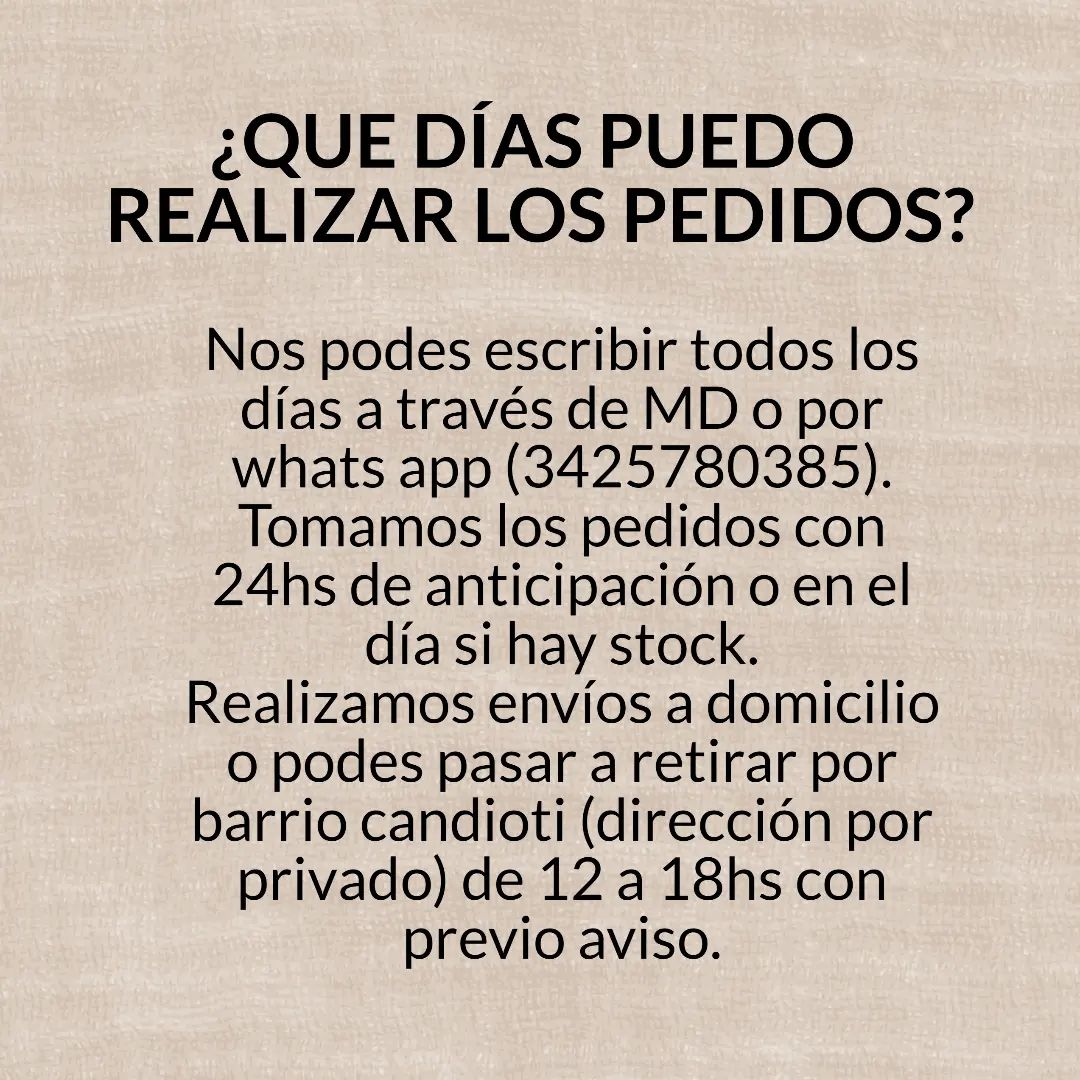 ¿QUE DÍAS PUEDO
REALIZAR LOS PEDIDOS?
Nos podes escribir todos los
días a través de MD o por
whats app (3425780385).
Tomamos los pedidos con
24hs de anticipación o en el
día si hay stock.
Realizamos envíos a domicilio
o podes pasar a retirar por
barrio candioti (dirección por
privado) de 12 a 18hs con
previo aviso.